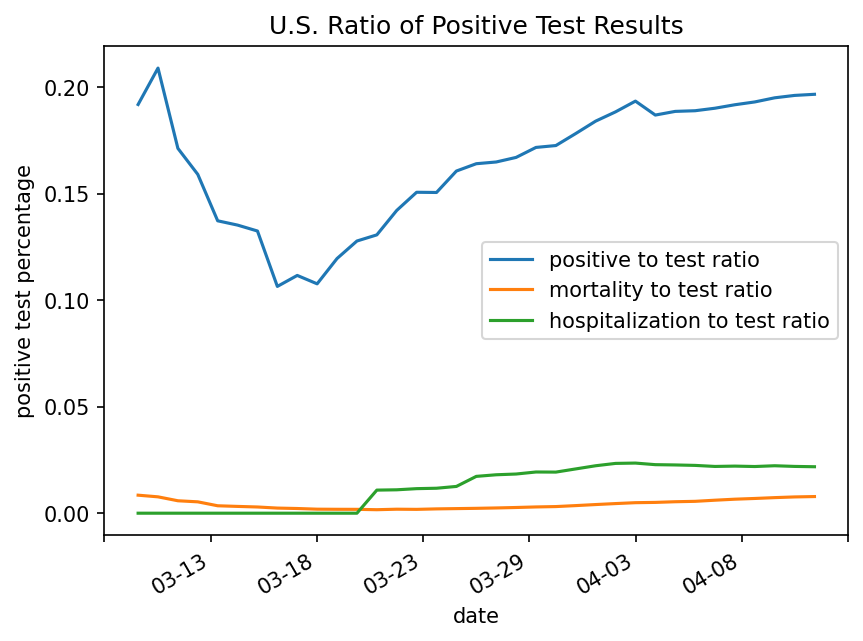 U.S. Ratio of Positive Test Results
positive test percentage
0.20
0.15
0.10
0.05
0.00
positive to test ratio
mortality to test ratio
hospitalization to test ratio
03-13
03-18
03-23
03-29
04-03
04-08
date